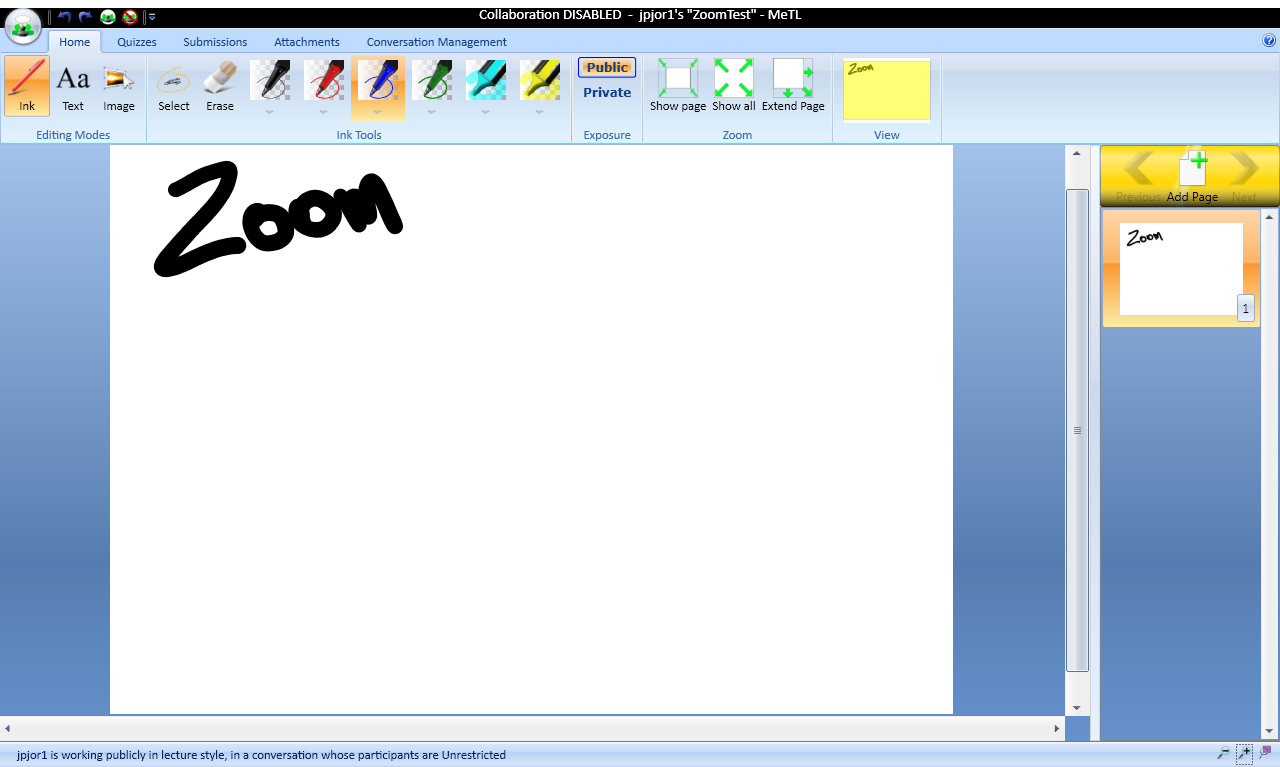 Collaboration DISABLED - jpjor1's "ZoomTest" - MeTL
Home Quizzes Submissions Attachments Conversation Management
Ink Text Image Select Erase Public Private Show page Show all Extend Page Zoom
Editing Modes Ink Tools Exposure Zoom View
Zoom
Previous Add Page Next
Zoom
1
jpjor1 is working publicly in lecture style, in a conversation whose participants are Unrestricted